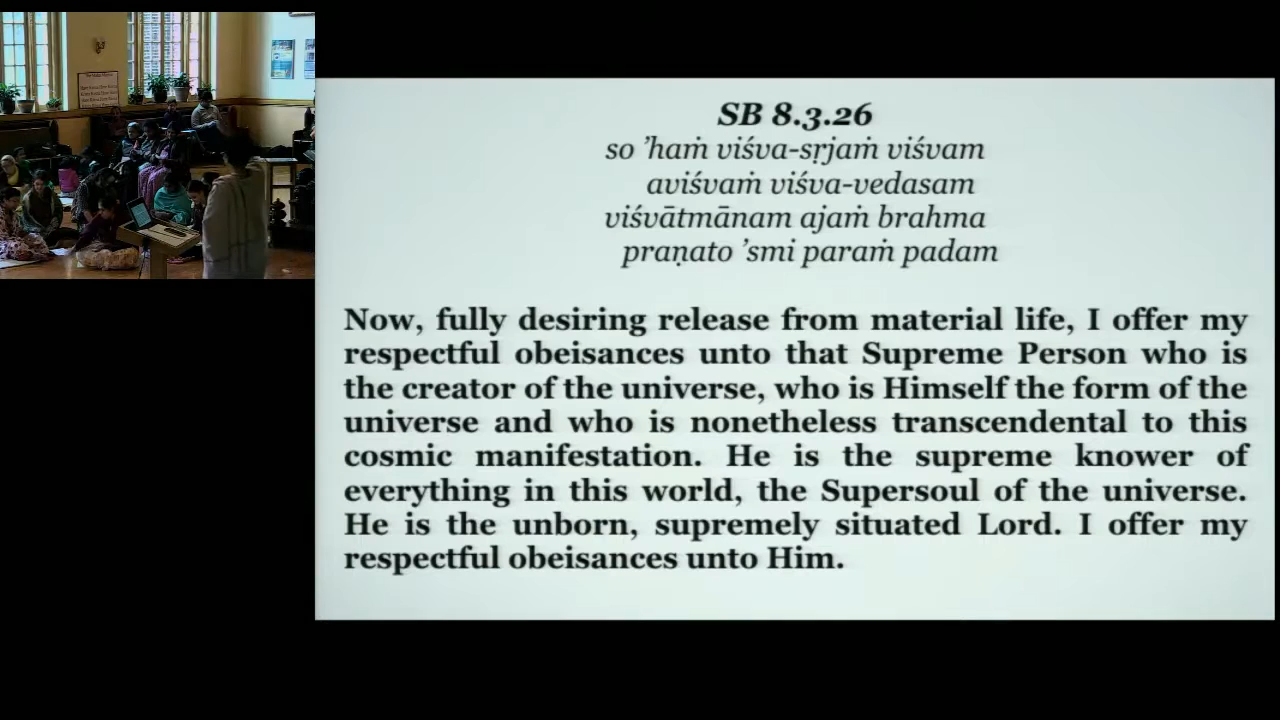 SB 8.3.26
so ’haṁ viśva-sṛjaṁ viśvam
aviśvaṁ viśva-vedasam
viśvātmānam ajaṁ brahma
praṇato ’smi paraṁ padam
Now, fully desiring release from material life, I offer my
respectful obeisances unto that Supreme Person who is
the creator of the universe, who is Himself the form of the
universe and who is nonetheless transcendental to this
cosmic manifestation. He is the supreme knower of
everything in this world, the Supersoul of the universe.
He is the unborn, supremely situated Lord. I offer my
respectful obeisances unto Him.